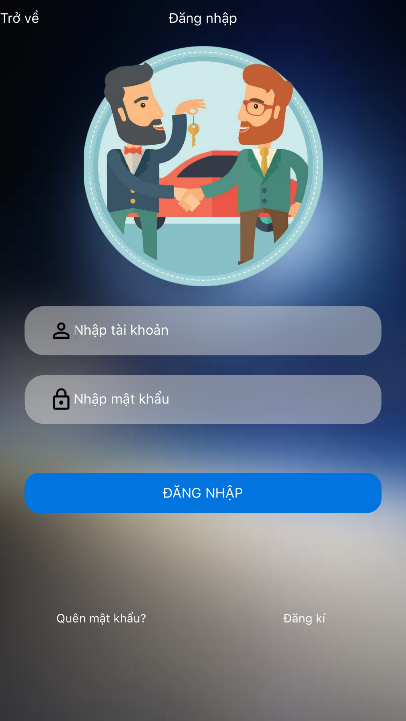 Trở về
Đăng nhập
Nhập tài khoản
Nhập mật khẩu
ĐĂNG NHẬP
Quên mật khẩu?
Đăng kí